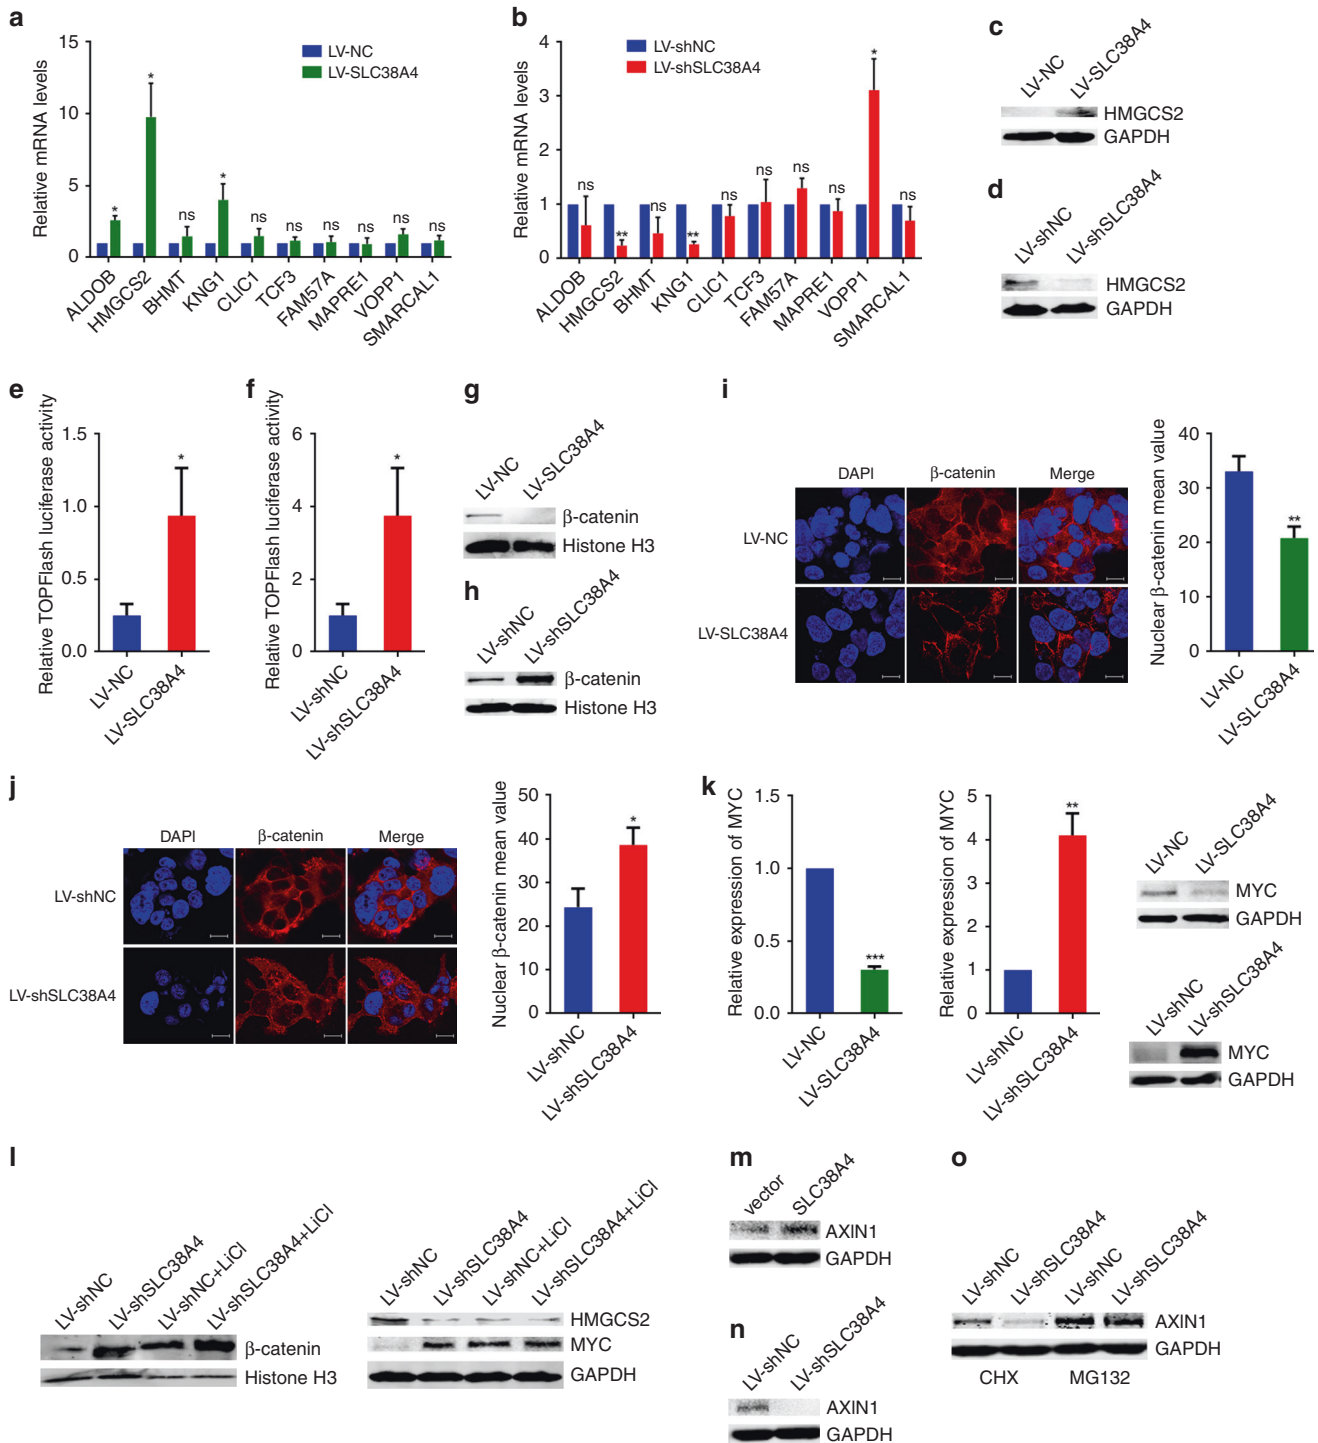 a
Relative mRNA levels
15
10
5
0
LV-NC
LV-SLC38A4
*
*
ns
*
ns
ns
ns
ns
ns
ns
ALDOB
HMGCS2
BHMT
KNG1
CLIC1
TCF3
FAM57A
MAPRE1
VOPP1
SMARCAL1
b
Relative mRNA levels
4
3
2
1
0
LV-shNC
LV-shSLC38A4
ns
**
ns
**
ns
ns
ns
ns
*
ns
ALDOB
HMGCS2
BHMT
KNG1
CLIC1
TCF3
FAM57A
MAPRE1
VOPP1
SMARCAL1
c
LV-NC
LV-SLC38A4
HMGCS2
GAPDH
d
LV-shNC
LV-shSLC38A4
HMGCS2
GAPDH
e
Relative TOPFlash luciferase activity
1.5
1.0
0.5
0.0
*
LV-NC
LV-SLC38A4
f
Relative TOPFlash luciferase activity
6
4
2
0
*
LV-shNC
LV-shSLC38A4
g
LV-NC
LV-SLC38A4
β-catenin
Histone H3
h
LV-shNC
LV-shSLC38A4
β-catenin
Histone H3
i
DAPI
β-catenin
Merge
LV-NC
LV-SLC38A4
Nuclear β-catenin mean value
40
30
20
10
0
**
LV-NC
LV-SLC38A4
j
DAPI
β-catenin
Merge
LV-shNC
LV-shSLC38A4
Nuclear β-catenin mean value
50
40
30
20
10
0
*
LV-shNC
LV-shSLC38A4
k
Relative expression of MYC
1.5
1.0
0.5
0.0
***
LV-NC
LV-SLC38A4
Relative expression of MYC
5
4
3
2
1
0
**
LV-shNC
LV-shSLC38A4
LV-NC
LV-SLC38A4
MYC
GAPDH
LV-shNC
LV-shSLC38A4
MYC
GAPDH
l
LV-shNC
LV-shSLC38A4
LV-shNC+LiCl
LV-shSLC38A4+LiCl
β-catenin
Histone H3
LV-shNC
LV-shSLC38A4
LV-shNC+LiCl
LV-shSLC38A4+LiCl
HMGCS2
MYC
GAPDH
m
vector
SLC38A4
AXIN1
GAPDH
n
LV-shNC
LV-shSLC38A4
AXIN1
GAPDH
o
LV-shNC
LV-shSLC38A4
LV-shNC
LV-shSLC38A4
AXIN1
GAPDH
CHX
MG132